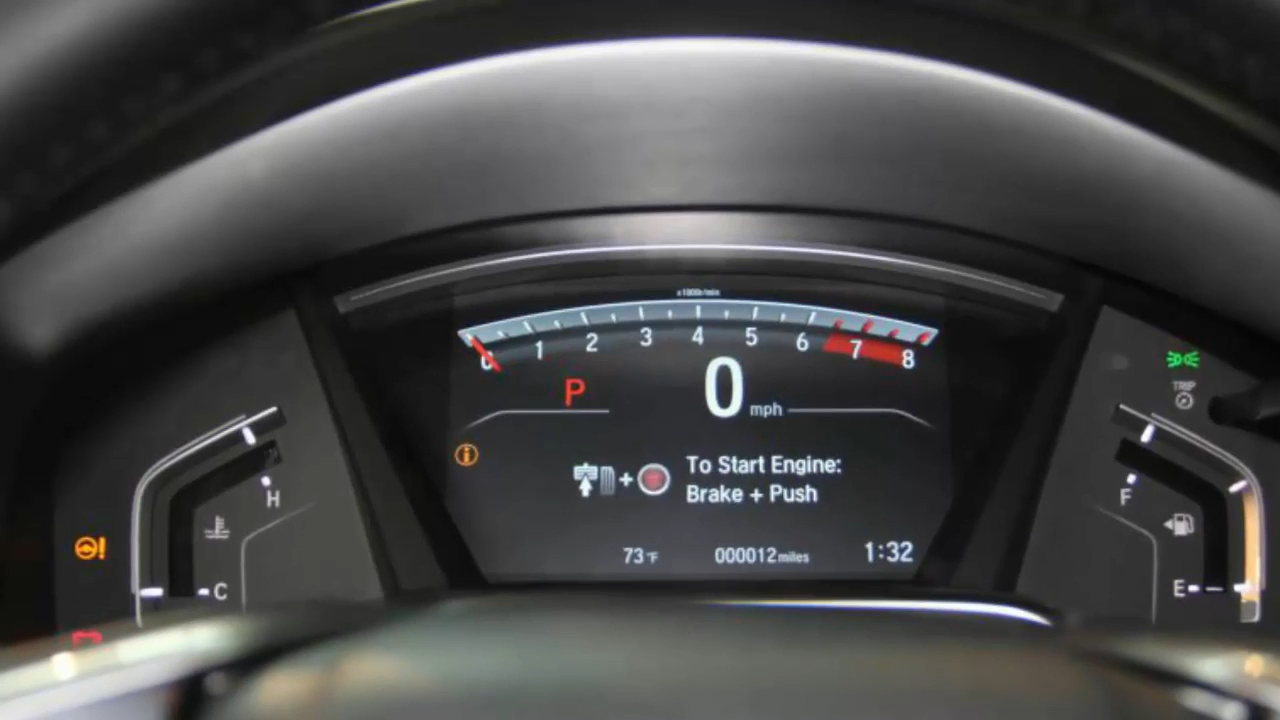 x1000r/min
0 1 2 3 4 5 6 7 8
P
0 mph
TRIP
To Start Engine:
Brake + Push
H
F
C
E
73°F 000012 miles 1:32